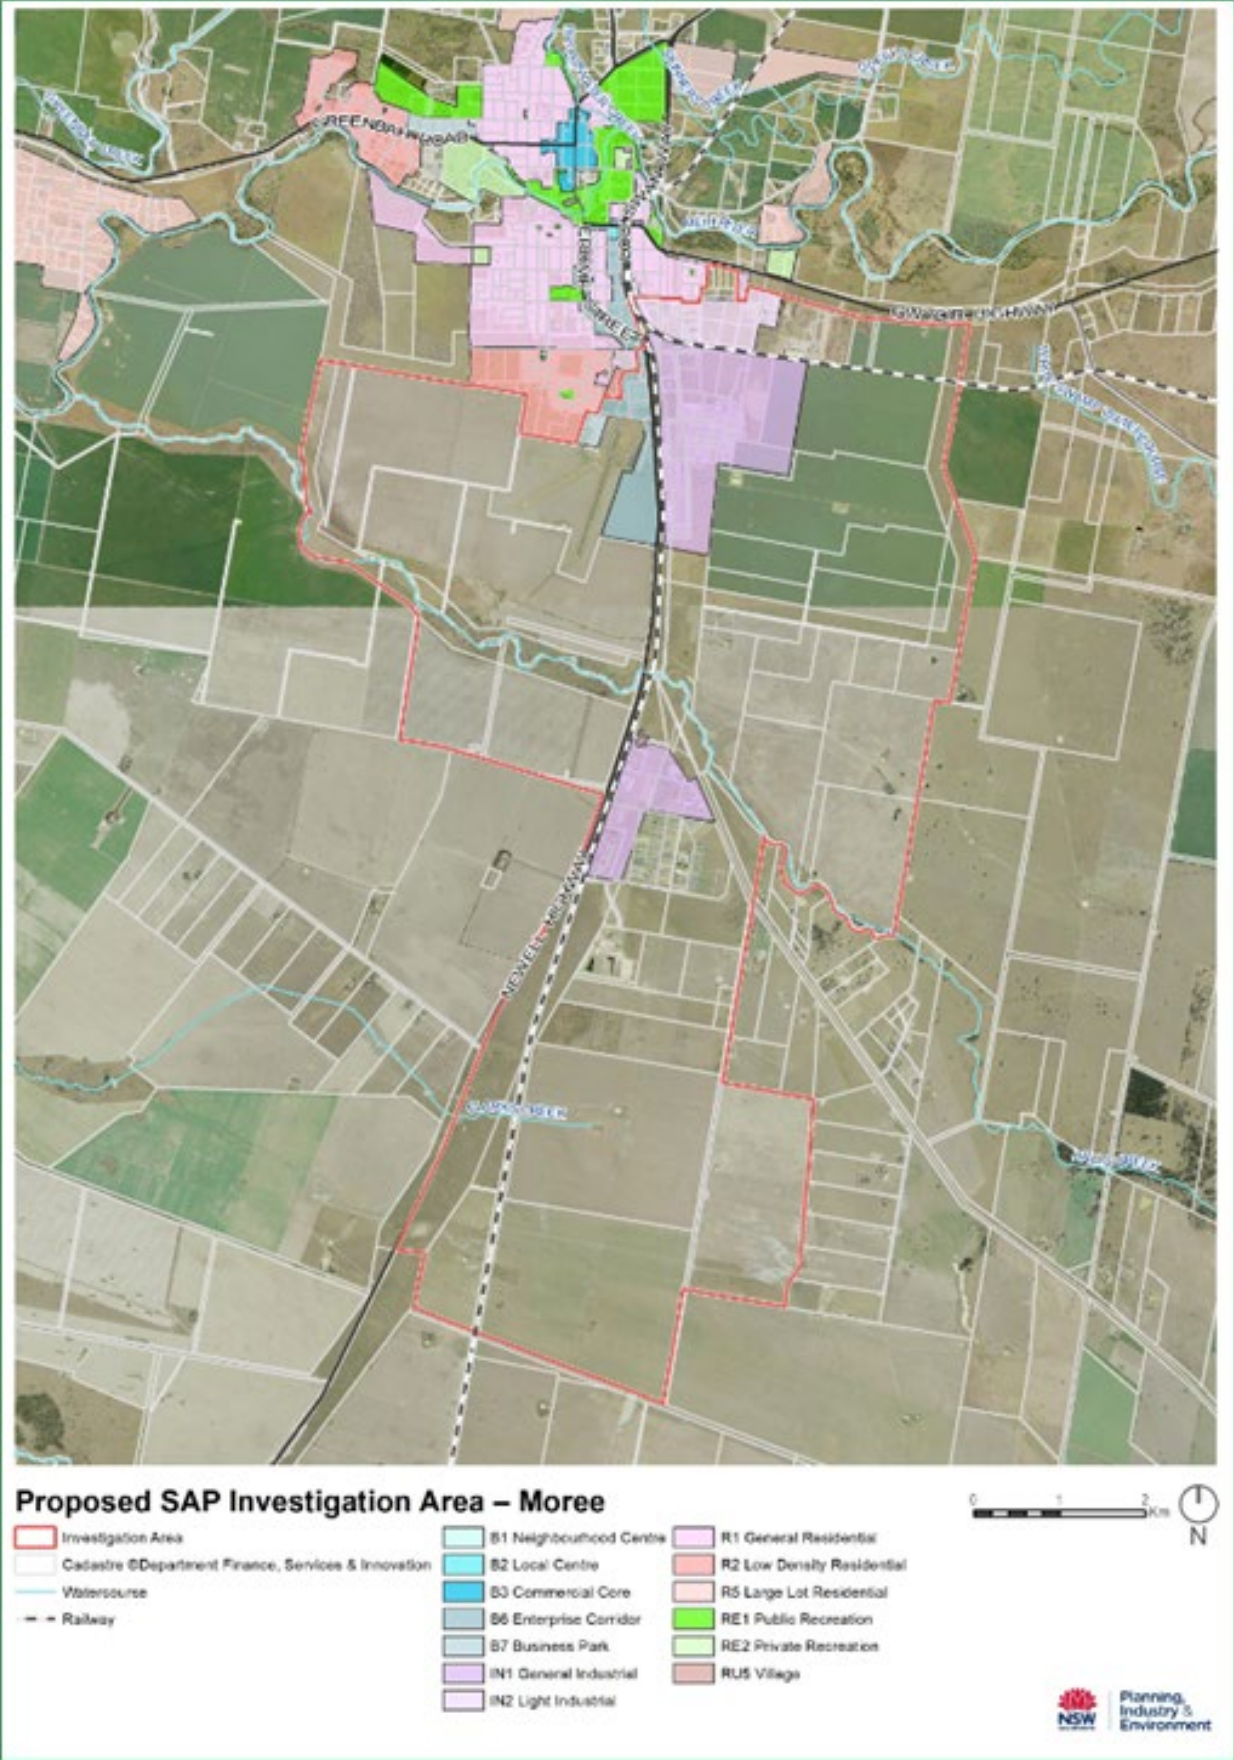 GREENBAH ROAD
NEWELL HIGHWAY
Proposed SAP Investigation Area – Moree
0 1 2 Km
N
Investigation Area
Cadastre ©Department Finance, Services & Innovation
Watercourse
Railway
B1 Neighbourhood Centre
B2 Local Centre
B3 Commercial Core
B6 Enterprise Corridor
B7 Business Park
IN1 General Industrial
IN2 Light Industrial
R1 General Residential
R2 Low Density Residential
R5 Large Lot Residential
RE1 Public Recreation
RE2 Private Recreation
RU5 Village
NSW
Planning,
Industry &
Environment